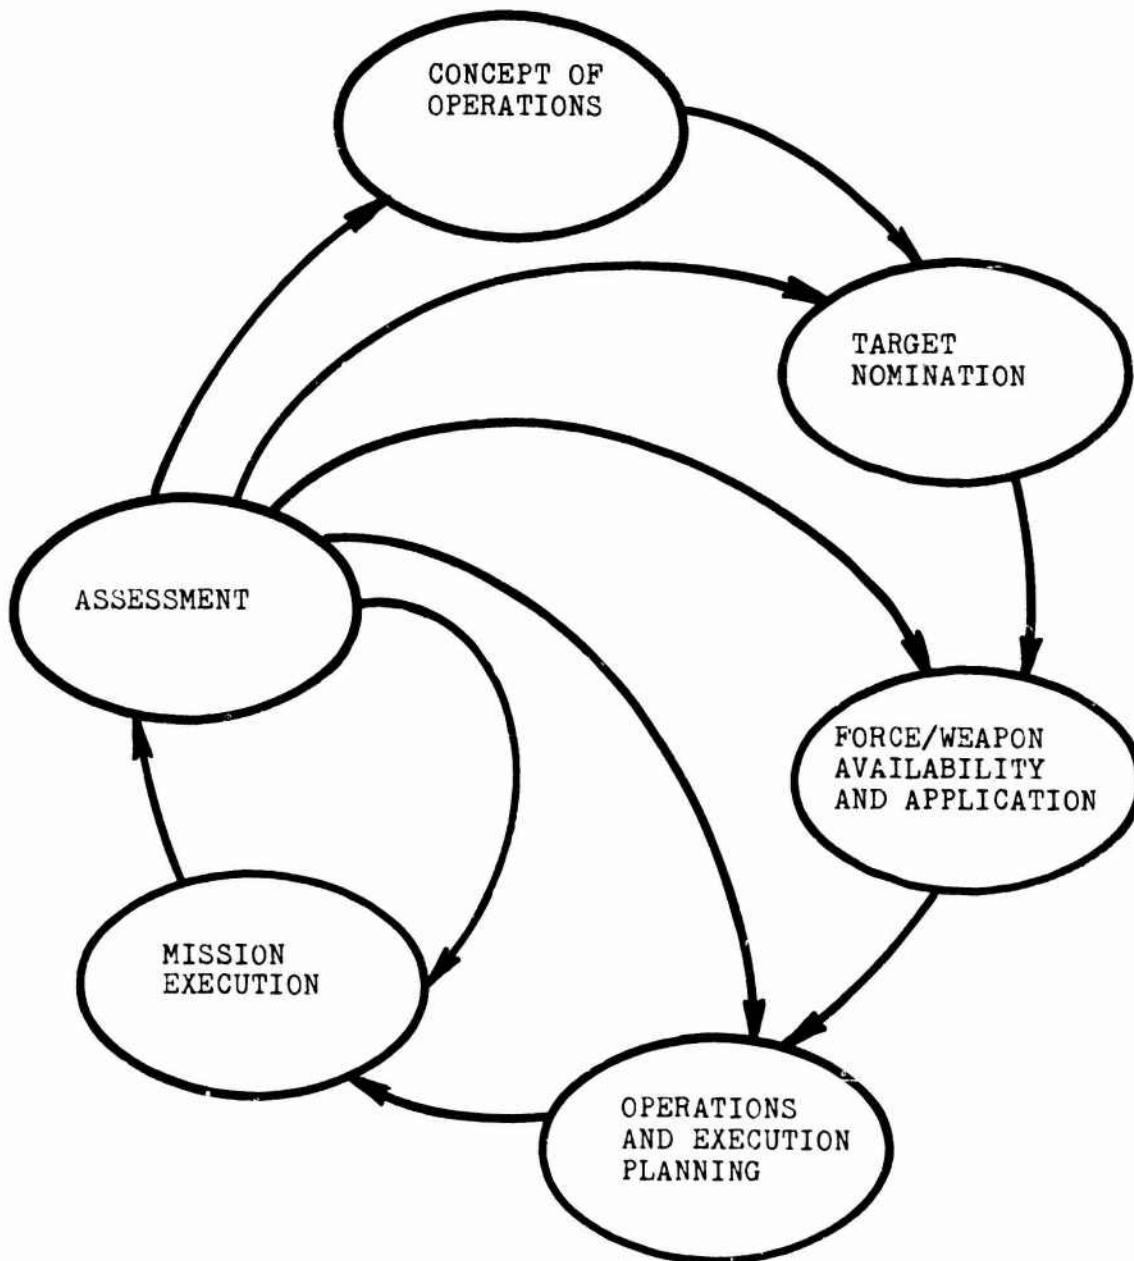 CONCEPT OF
OPERATIONS
TARGET
NOMINATION
ASSESSMENT
FORCE/WEAPON
AVAILABILITY
AND APPLICATION
MISSION
EXECUTION
OPERATIONS
AND EXECUTION
PLANNING